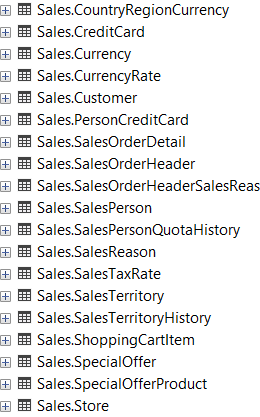 Sales.CountryRegionCurrency
Sales.CreditCard
Sales.Currency
Sales.CurrencyRate
Sales.Customer
Sales.PersonCreditCard
Sales.SalesOrderDetail
Sales.SalesOrderHeader
Sales.SalesOrderHeaderSalesReas
Sales.SalesPerson
Sales.SalesPersonQuotaHistory
Sales.SalesReason
Sales.SalesTaxRate
Sales.SalesTerritory
Sales.SalesTerritoryHistory
Sales.ShoppingCartItem
Sales.SpecialOffer
Sales.SpecialOfferProduct
Sales.Store